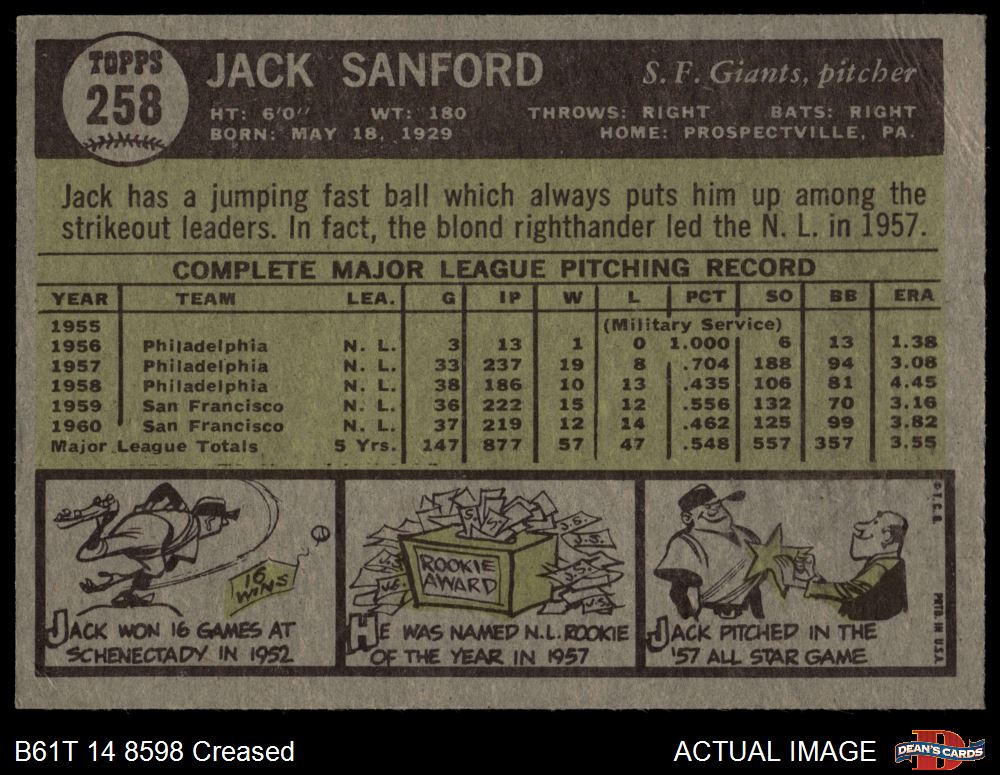 TOPPS
258
JACK SANFORD
S. F. Giants, pitcher
HT: 6'0" WT: 180 THROWS: RIGHT BATS: RIGHT
BORN: MAY 18, 1929 HOME: PROSPECTVILLE, PA.
Jack has a jumping fast ball which always puts him up among the
strikeout leaders. In fact, the blond righthander led the N. L. in 1957.
COMPLETE MAJOR LEAGUE PITCHING RECORD
YEAR TEAM LEA. G IP W L PCT SO BB ERA
1955 (Military Service)
1956 Philadelphia N. L. 3 13 1 0 1.000 6 13 1.38
1957 Philadelphia N. L. 33 237 19 8 .704 188 94 3.08
1958 Philadelphia N. L. 38 186 10 13 .435 106 81 4.45
1959 San Francisco N. L. 36 222 15 12 .556 132 70 3.16
1960 San Francisco N. L. 37 219 12 14 .462 125 99 3.82
Major League Totals 5 Yrs. 147 877 57 47 .548 557 357 3.55
16
WINS
JACK WON 16 GAMES AT
SCHENECTADY IN 1952
J.S.
J.S.
J.S.
J.S.
ROOKIE
AWARD
HE WAS NAMED N.L. ROOKIE
OF THE YEAR IN 1957
JACK PITCHED IN THE
'57 ALL STAR GAME
© T. C. G.
PRTD. IN U.S.A.
B61T 14 8598 Creased
ACTUAL IMAGE
D
DEAN'S CARDS